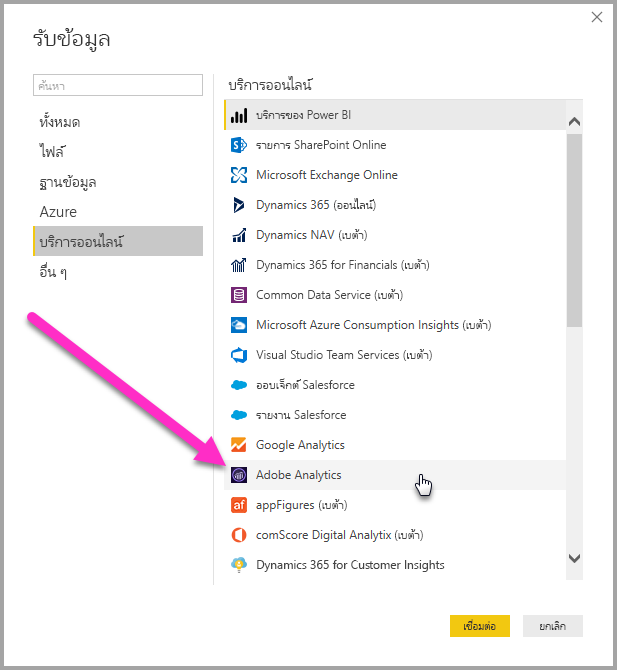 รับข้อมูล
ค้นหา
ทั้งหมด
ไฟล์
ฐานข้อมูล
Azure
บริการออนไลน์
อื่น ๆ
บริการออนไลน์
บริการของ Power BI
รายการ SharePoint Online
Microsoft Exchange Online
Dynamics 365 (ออนไลน์)
Dynamics NAV (เบต้า)
Dynamics 365 for Financials (เบต้า)
Common Data Service (เบต้า)
Microsoft Azure Consumption Insights (เบต้า)
Visual Studio Team Services (เบต้า)
ออบเจ็กต์ Salesforce
รายงาน Salesforce
Google Analytics
Adobe Analytics
af appFigures (เบต้า)
comScore Digital Analytix (เบต้า)
Dynamics 365 for Customer Insights
เชื่อมต่อ
ยกเลิก